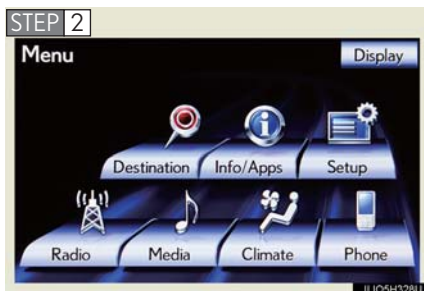 STEP 2
Menu
Display
Destination Info/Apps Setup
Radio Media Climate Phone